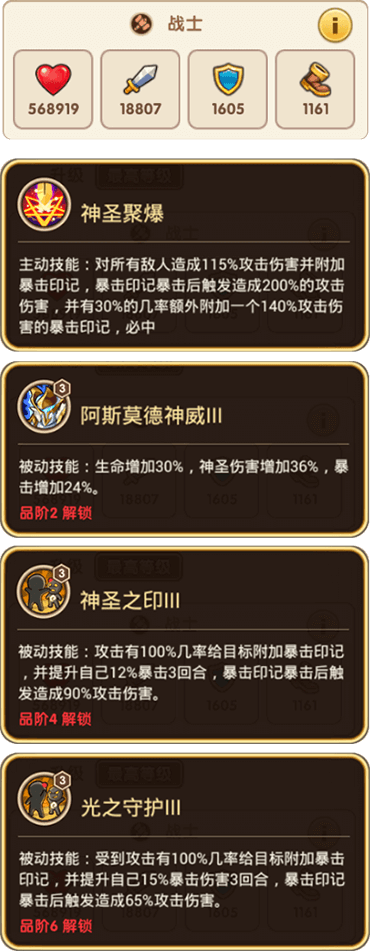 战士
568919
18807
1605
1161
神圣聚爆
主动技能：对所有敌人造成115%攻击伤害并附加
暴击印记，暴击印记暴击后触发造成200%的攻击
伤害，并有30%的几率额外附加一个140%攻击伤
害的暴击印记，必中
3
阿斯莫德神威III
被动技能：生命增加30%，神圣伤害增加36%，暴
击增加24%。
品阶2 解锁
3
神圣之印III
被动技能：攻击有100%几率给目标附加暴击印记
，并提升自己12%暴击3回合，暴击印记暴击后触
发造成90%攻击伤害。
品阶4 解锁
3
光之守护III
被动技能：受到攻击有100%几率给目标附加暴击
印记，并提升自己15%暴击伤害3回合，暴击印记
暴击后触发造成65%攻击伤害。
品阶6 解锁